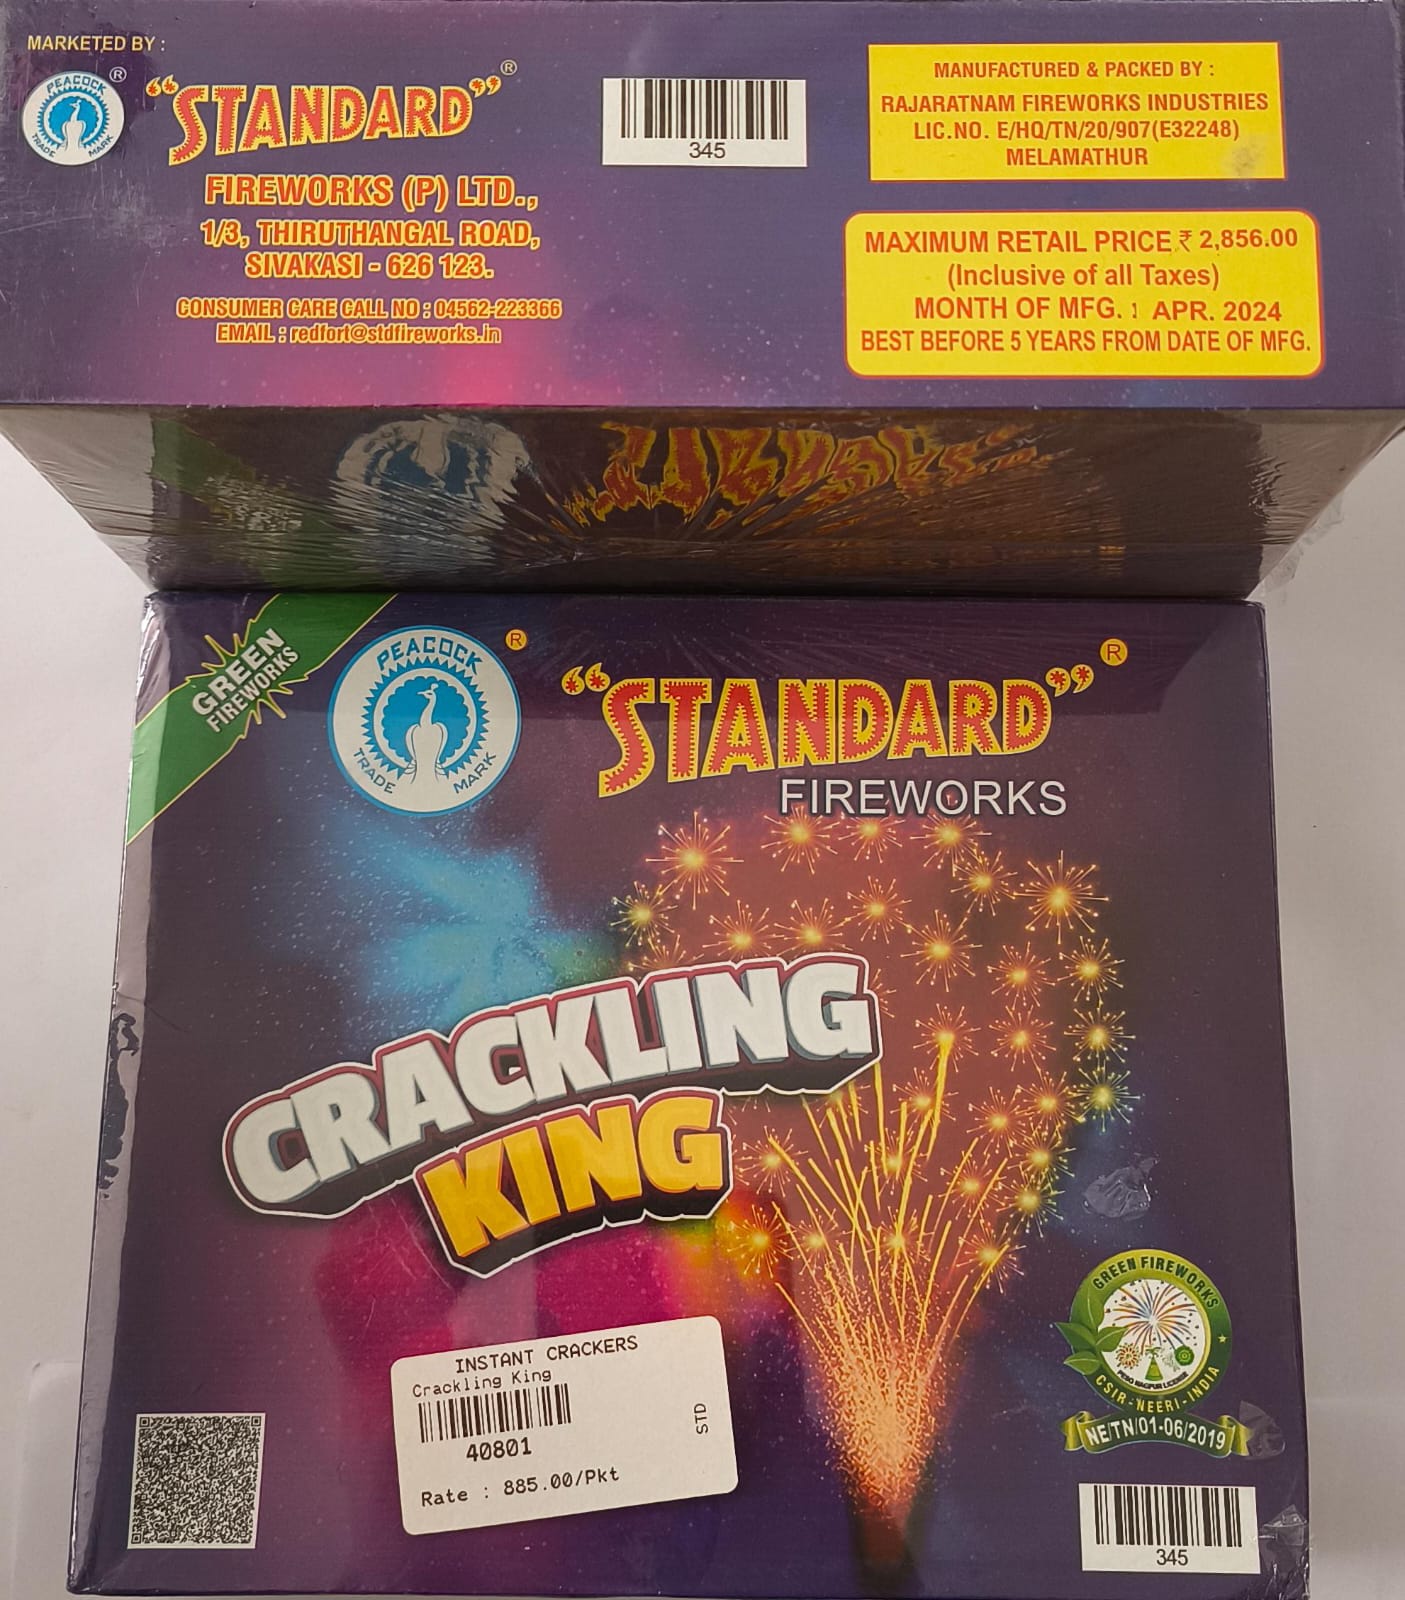 MARKETED BY :
PEACOCK
TRADE MARK
®
"STANDARD"
®
FIREWORKS (P) LTD.,
1/3, THIRUTHANGAL ROAD,
SIVAKASI - 626 123.
CONSUMER CARE CALL NO : 04562-223366
EMAIL : redfort@stdfireworks.in
345
MANUFACTURED & PACKED BY :
RAJARATNAM FIREWORKS INDUSTRIES
LIC.NO. E/HQ/TN/20/907(E32248)
MELAMATHUR
MAXIMUM RETAIL PRICE ₹ 2,856.00
(Inclusive of all Taxes)
MONTH OF MFG. : APR. 2024
BEST BEFORE 5 YEARS FROM DATE OF MFG.
GREEN
FIREWORKS
PEACOCK
TRADE MARK
®
"STANDARD"
®
FIREWORKS
CRACKLING
KING
INSTANT CRACKERS
Crackling King
40801
Rate : 885.00/Pkt
STD
GREEN FIREWORKS
PESO NAGPUR LICENSE
CSIR-NEERI-INDIA
NE/TN/01-06/2019
345